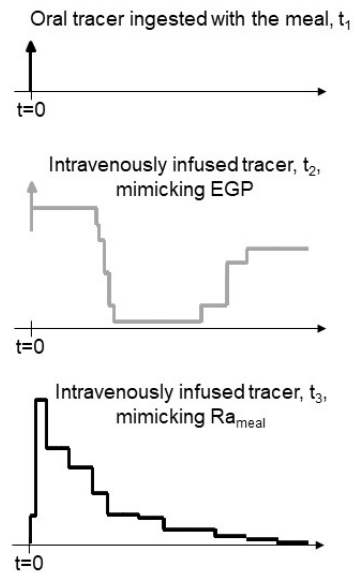 Oral tracer ingested with the meal, t₁
t=0
Intravenously infused tracer, t₂,
mimicking EGP
t=0
Intravenously infused tracer, t₃,
mimicking Raₘₑₐₗ
t=0